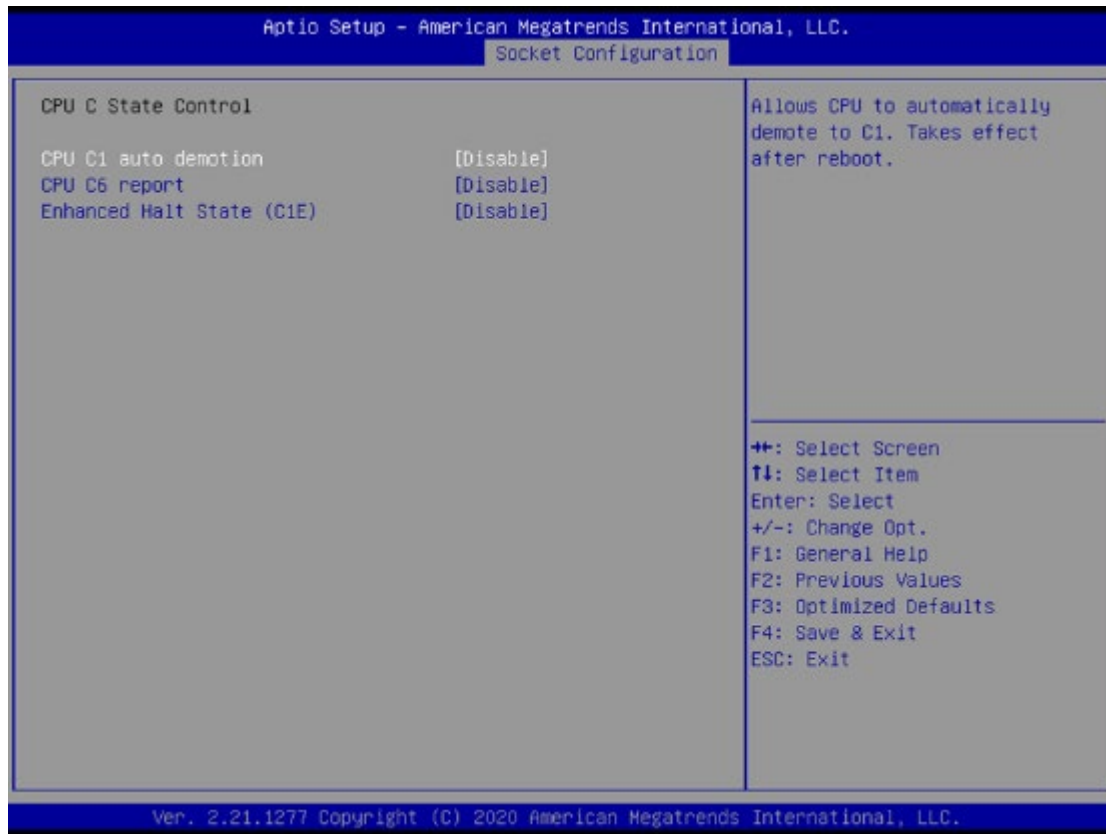 Aptio Setup – American Megatrends International, LLC.
Socket Configuration
CPU C State Control
CPU C1 auto demotion [Disable]
CPU C6 report [Disable]
Enhanced Halt State (C1E) [Disable]
Allows CPU to automatically
demote to C1. Takes effect
after reboot.
→←: Select Screen
↑↓: Select Item
Enter: Select
+/-: Change Opt.
F1: General Help
F2: Previous Values
F3: Optimized Defaults
F4: Save & Exit
ESC: Exit
Ver. 2.21.1277 Copyright (C) 2020 American Megatrends International, LLC.